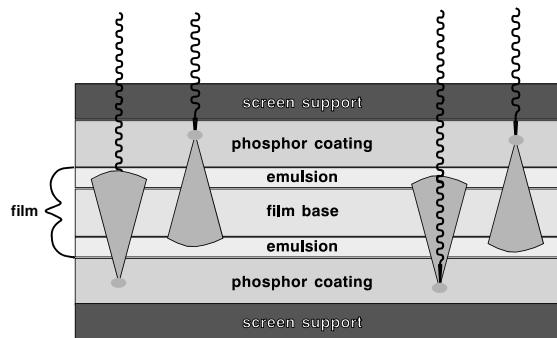 screen support
phosphor coating
emulsion
film
film base
emulsion
phosphor coating
screen support